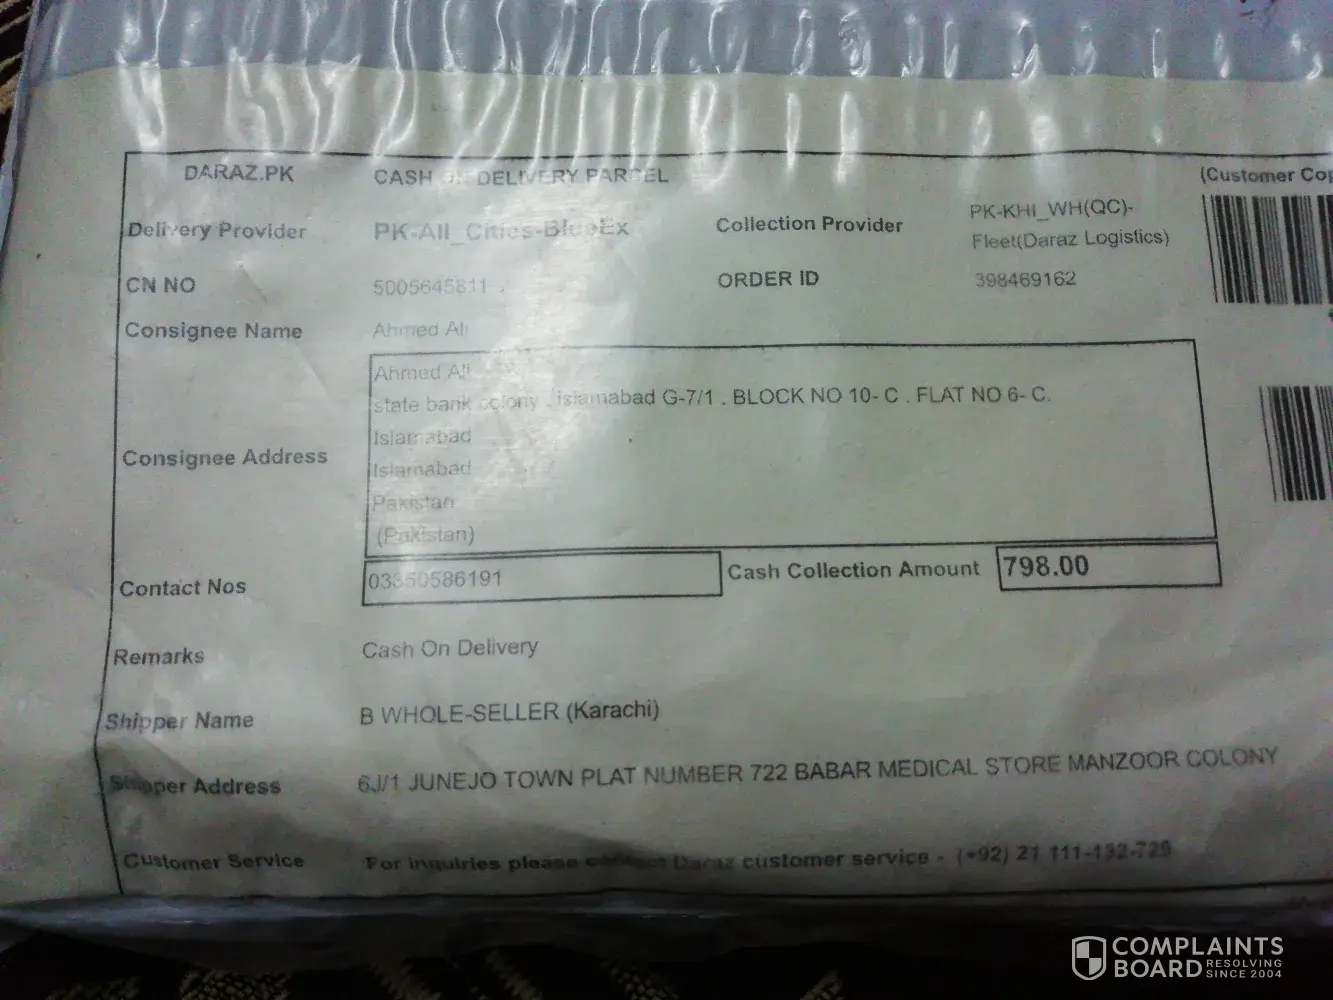 DARAZ.PK CASH ON DELIVERY PARCEL (Customer Cop
Delivery Provider PK-All_Cities-BlueEx Collection Provider PK-KHI_WH(QC)-
Fleet(Daraz Logistics)
CN NO 5005645811 ORDER ID 398469162
Consignee Name Ahmed Ali
Ahmed Ali
state bank colony . islamabad G-7/1 . BLOCK NO 10- C . FLAT NO 6- C.
Islamabad
Consignee Address
Islamabad
Pakistan
(Pakistan)
Contact Nos 03350586191 Cash Collection Amount 798.00
Remarks Cash On Delivery
Shipper Name B WHOLE-SELLER (Karachi)
Shipper Address 6J/1 JUNEJO TOWN PLAT NUMBER 722 BABAR MEDICAL STORE MANZOOR COLONY
Customer Service For inquiries please contact Daraz customer service - (+92) 21 111-132-729
COMPLAINTS
BOARD RESOLVING
SINCE 2004